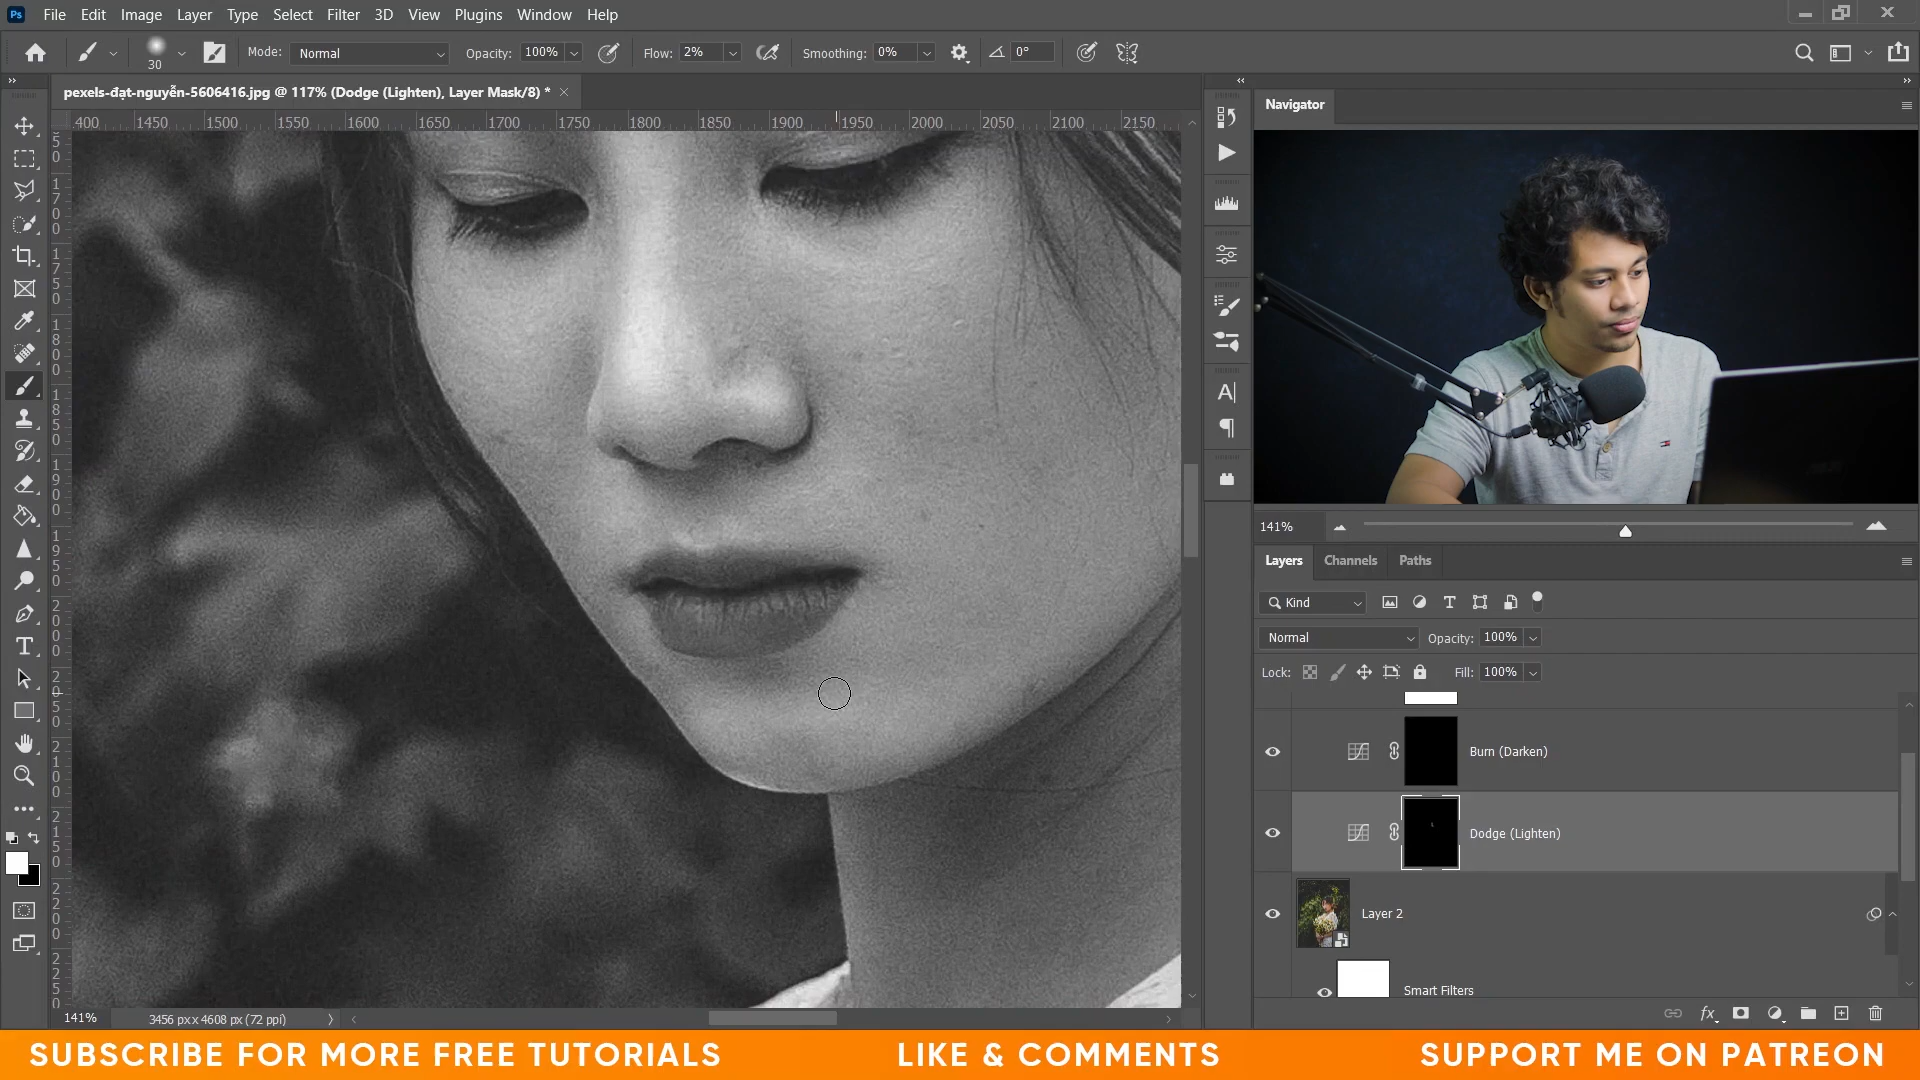 Ps File Edit Image Layer Type Select Filter 3D View Plugins Window Help
30 Mode: Normal Opacity: 100% Flow: 2% Smoothing: 0% 0°
pexels-đạt-nguyễn-5606416.jpg @ 117% (Dodge (Lighten), Layer Mask/8) *
400 1450 1500 1550 1600 1650 1700 1750 1800 1850 1900 1950 2000 2050 2100 2150
Navigator
141%
Layers Channels Paths
Kind
Normal Opacity: 100%
Lock: Fill: 100%
Burn (Darken)
Dodge (Lighten)
Layer 2
Smart Filters
141% 3456 px x 4608 px (72 ppi)
SUBSCRIBE FOR MORE FREE TUTORIALS LIKE & COMMENTS SUPPORT ME ON PATREON